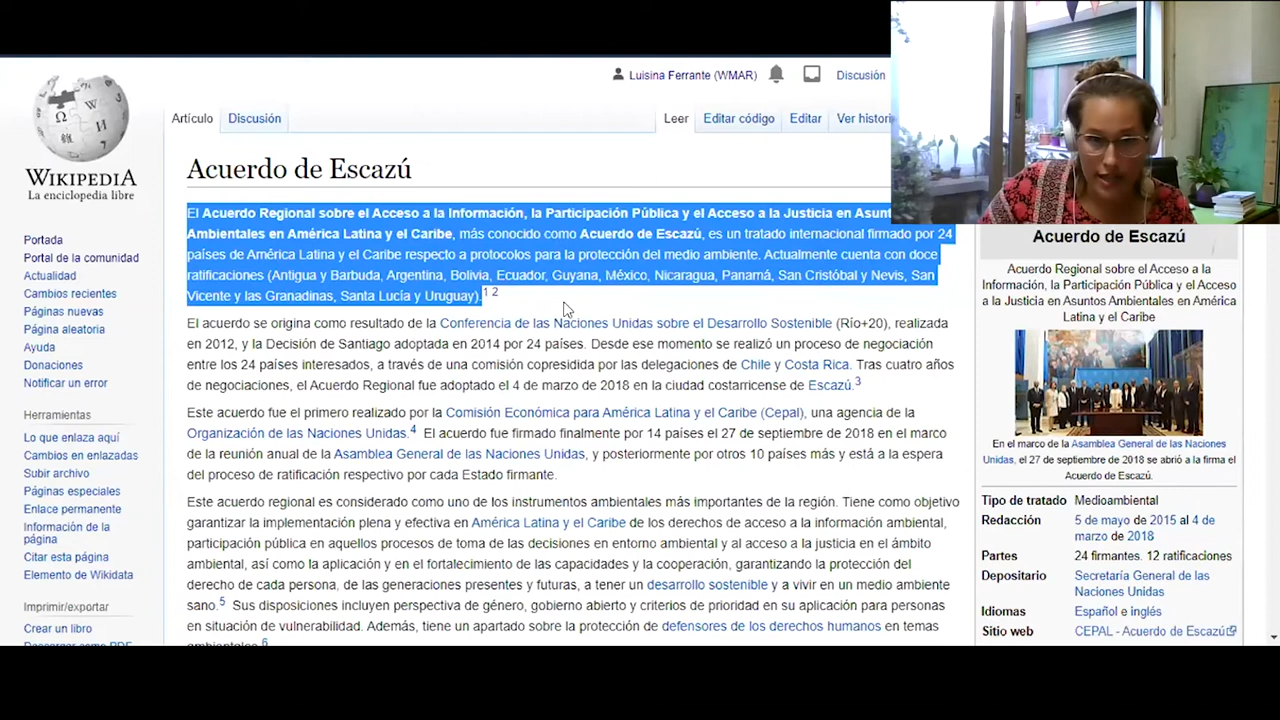 Luisina Ferrante (WMAR)
Discusión
Artículo
Discusión
Leer
Editar código
Editar
Ver histori
WIKIPEDIA
La enciclopedia libre
Portada
Portal de la comunidad
Actualidad
Cambios recientes
Páginas nuevas
Página aleatoria
Ayuda
Donaciones
Notificar un error
Herramientas
Lo que enlaza aquí
Cambios en enlazadas
Subir archivo
Páginas especiales
Enlace permanente
Información de la
página
Citar esta página
Elemento de Wikidata
Imprimir/exportar
Crear un libro
Descargar como PDF
Acuerdo de Escazú
El Acuerdo Regional sobre el Acceso a la Información, la Participación Pública y el Acceso a la Justicia en Asunt
Ambientales en América Latina y el Caribe, más conocido como Acuerdo de Escazú, es un tratado internacional firmado por 24
países de América Latina y el Caribe respecto a protocolos para la protección del medio ambiente. Actualmente cuenta con doce
ratificaciones (Antigua y Barbuda, Argentina, Bolivia, Ecuador, Guyana, México, Nicaragua, Panamá, San Cristóbal y Nevis, San
Vicente y las Granadinas, Santa Lucía y Uruguay).1 2
El acuerdo se origina como resultado de la Conferencia de las Naciones Unidas sobre el Desarrollo Sostenible (Río+20), realizada
en 2012, y la Decisión de Santiago adoptada en 2014 por 24 países. Desde ese momento se realizó un proceso de negociación
entre los 24 países interesados, a través de una comisión copresidida por las delegaciones de Chile y Costa Rica. Tras cuatro años
de negociaciones, el Acuerdo Regional fue adoptado el 4 de marzo de 2018 en la ciudad costarricense de Escazú.3
Este acuerdo fue el primero realizado por la Comisión Económica para América Latina y el Caribe (Cepal), una agencia de la
Organización de las Naciones Unidas.4 El acuerdo fue firmado finalmente por 14 países el 27 de septiembre de 2018 en el marco
de la reunión anual de la Asamblea General de las Naciones Unidas, y posteriormente por otros 10 países más y está a la espera
del proceso de ratificación respectivo por cada Estado firmante.
Este acuerdo regional es considerado como uno de los instrumentos ambientales más importantes de la región. Tiene como objetivo
garantizar la implementación plena y efectiva en América Latina y el Caribe de los derechos de acceso a la información ambiental,
participación pública en aquellos procesos de toma de las decisiones en entorno ambiental y al acceso a la justicia en el ámbito
ambiental, así como la aplicación y en el fortalecimiento de las capacidades y la cooperación, garantizando la protección del
derecho de cada persona, de las generaciones presentes y futuras, a tener un desarrollo sostenible y a vivir en un medio ambiente
sano.5 Sus disposiciones incluyen perspectiva de género, gobierno abierto y criterios de prioridad en su aplicación para personas
en situación de vulnerabilidad. Además, tiene un apartado sobre la protección de defensores de los derechos humanos en temas
ambientales.6
Acuerdo de Escazú
Acuerdo Regional sobre el Acceso a la
Información, la Participación Pública y el Acceso
a la Justicia en Asuntos Ambientales en América
Latina y el Caribe
En el marco de la Asamblea General de las Naciones
Unidas, el 27 de septiembre de 2018 se abrió a la firma el
Acuerdo de Escazú.
Tipo de tratado Medioambiental
Redacción 5 de mayo de 2015 al 4 de
marzo de 2018
Partes 24 firmantes. 12 ratificaciones
Depositario Secretaría General de las
Naciones Unidas
Idiomas Español e inglés
Sitio web CEPAL - Acuerdo de Escazú